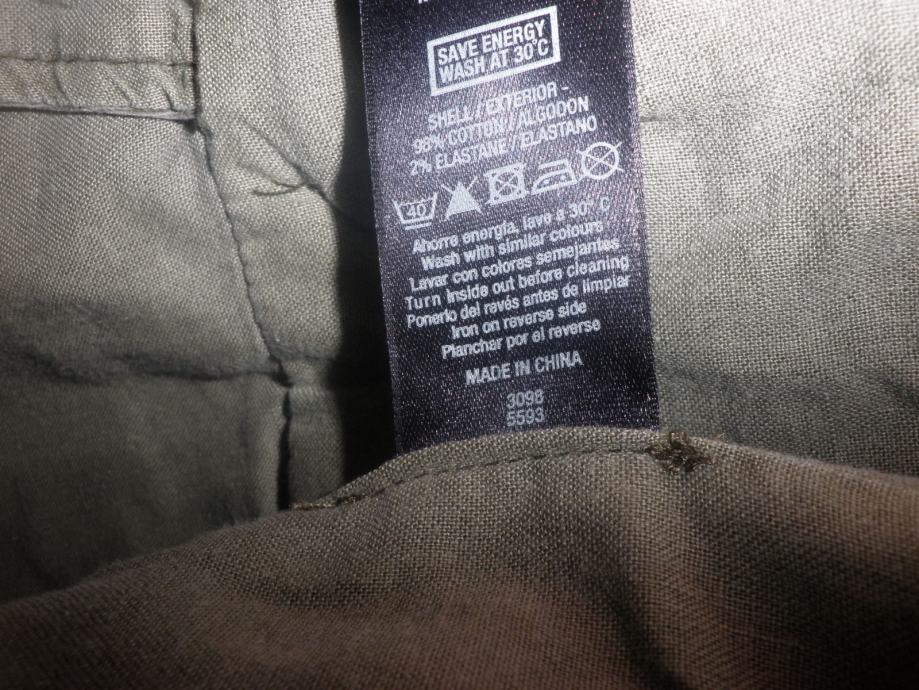 SAVE ENERGY
WASH AT 30°C
SHELL / EXTERIOR -
98% COTTON / ALGODON
2% ELASTANE / ELASTANO
40
Ahorre energía, lave a 30° C
Wash with similar colours
Lavar con colores semejantes
Turn inside out before cleaning
Ponerlo del revés antes de limpiar
Iron on reverse side
Planchar por el reverse
MADE IN CHINA
3098
5593